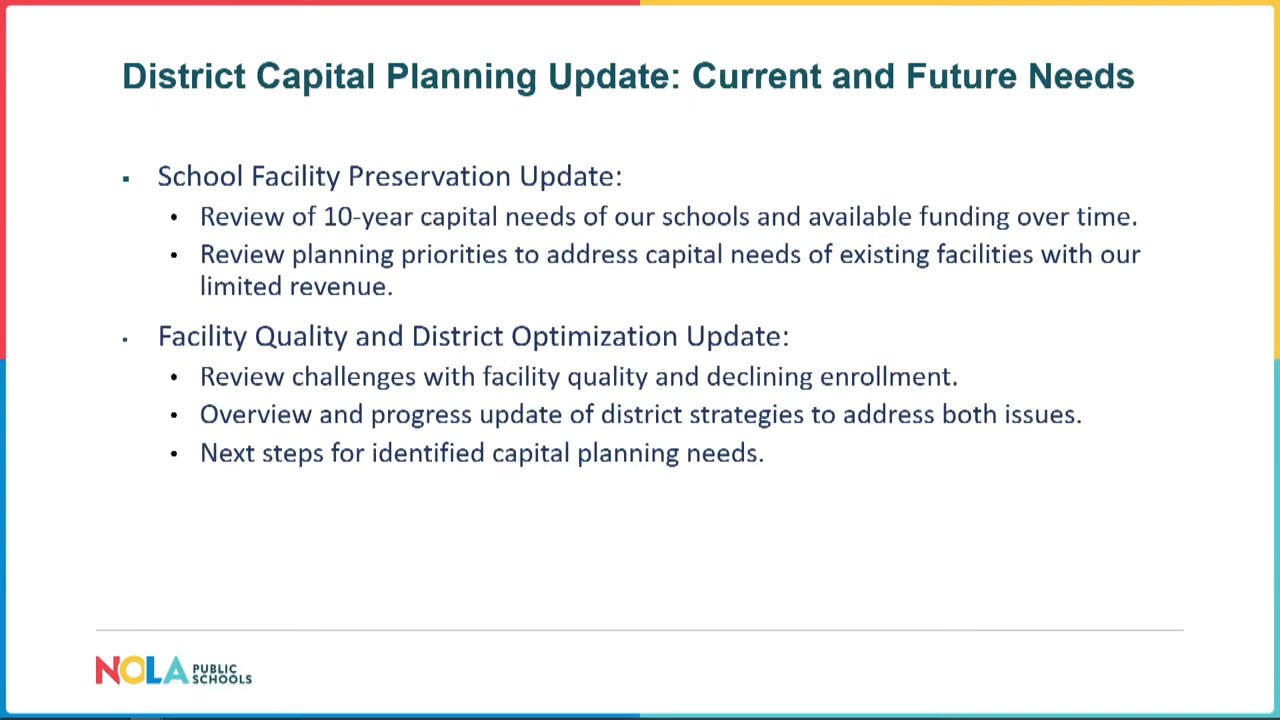 District Capital Planning Update: Current and Future Needs
▪ School Facility Preservation Update:
• Review of 10-year capital needs of our schools and available funding over time.
• Review planning priorities to address capital needs of existing facilities with our
limited revenue.
• Facility Quality and District Optimization Update:
• Review challenges with facility quality and declining enrollment.
• Overview and progress update of district strategies to address both issues.
• Next steps for identified capital planning needs.
NOLA PUBLIC
SCHOOLS